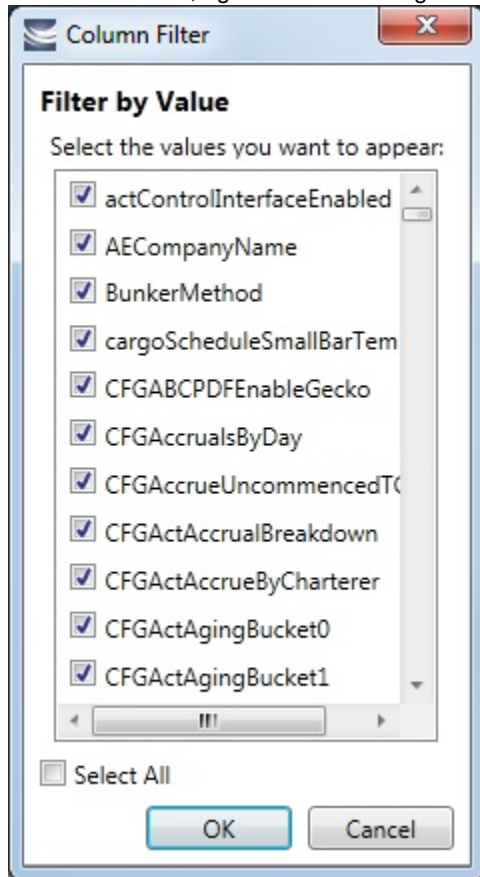 Column Filter
Filter by Value
Select the values you want to appear:
actControlInterfaceEnabled
AECompanyName
BunkerMethod
cargoScheduleSmallBarTem
CFGABCPDFEnableGecko
CFGAccrualsByDay
CFGAccrueUncommencedTC
CFGActAccrualBreakdown
CFGActAccrueByCharterer
CFGActAgingBucket0
CFGActAgingBucket1
Select All
OK Cancel